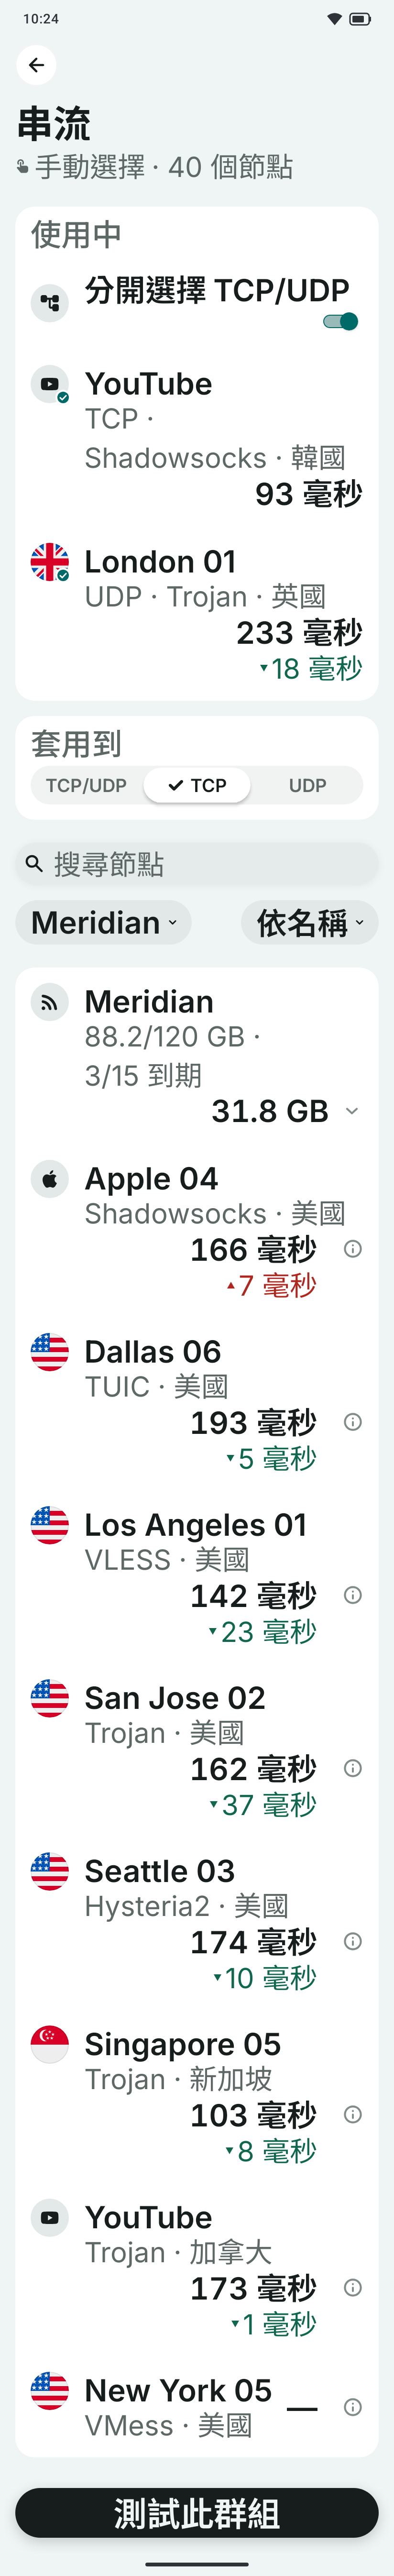 10:24
串流
手動選擇 · 40 個節點
使用中
分開選擇 TCP/UDP
YouTube
TCP ·
Shadowsocks · 韓國
93 毫秒
London 01
UDP · Trojan · 英國
233 毫秒
▾18 毫秒
套用到
TCP/UDP
TCP
UDP
搜尋節點
Meridian
依名稱
Meridian
88.2/120 GB ·
3/15 到期
31.8 GB
Apple 04
Shadowsocks · 美國
166 毫秒
▴7 毫秒
Dallas 06
TUIC · 美國
193 毫秒
▾5 毫秒
Los Angeles 01
VLESS · 美國
142 毫秒
▾23 毫秒
San Jose 02
Trojan · 美國
162 毫秒
▾37 毫秒
Seattle 03
Hysteria2 · 美國
174 毫秒
▾10 毫秒
Singapore 05
Trojan · 新加坡
103 毫秒
▾8 毫秒
YouTube
Trojan · 加拿大
173 毫秒
▾1 毫秒
New York 05 —
VMess · 美國
測試此群組